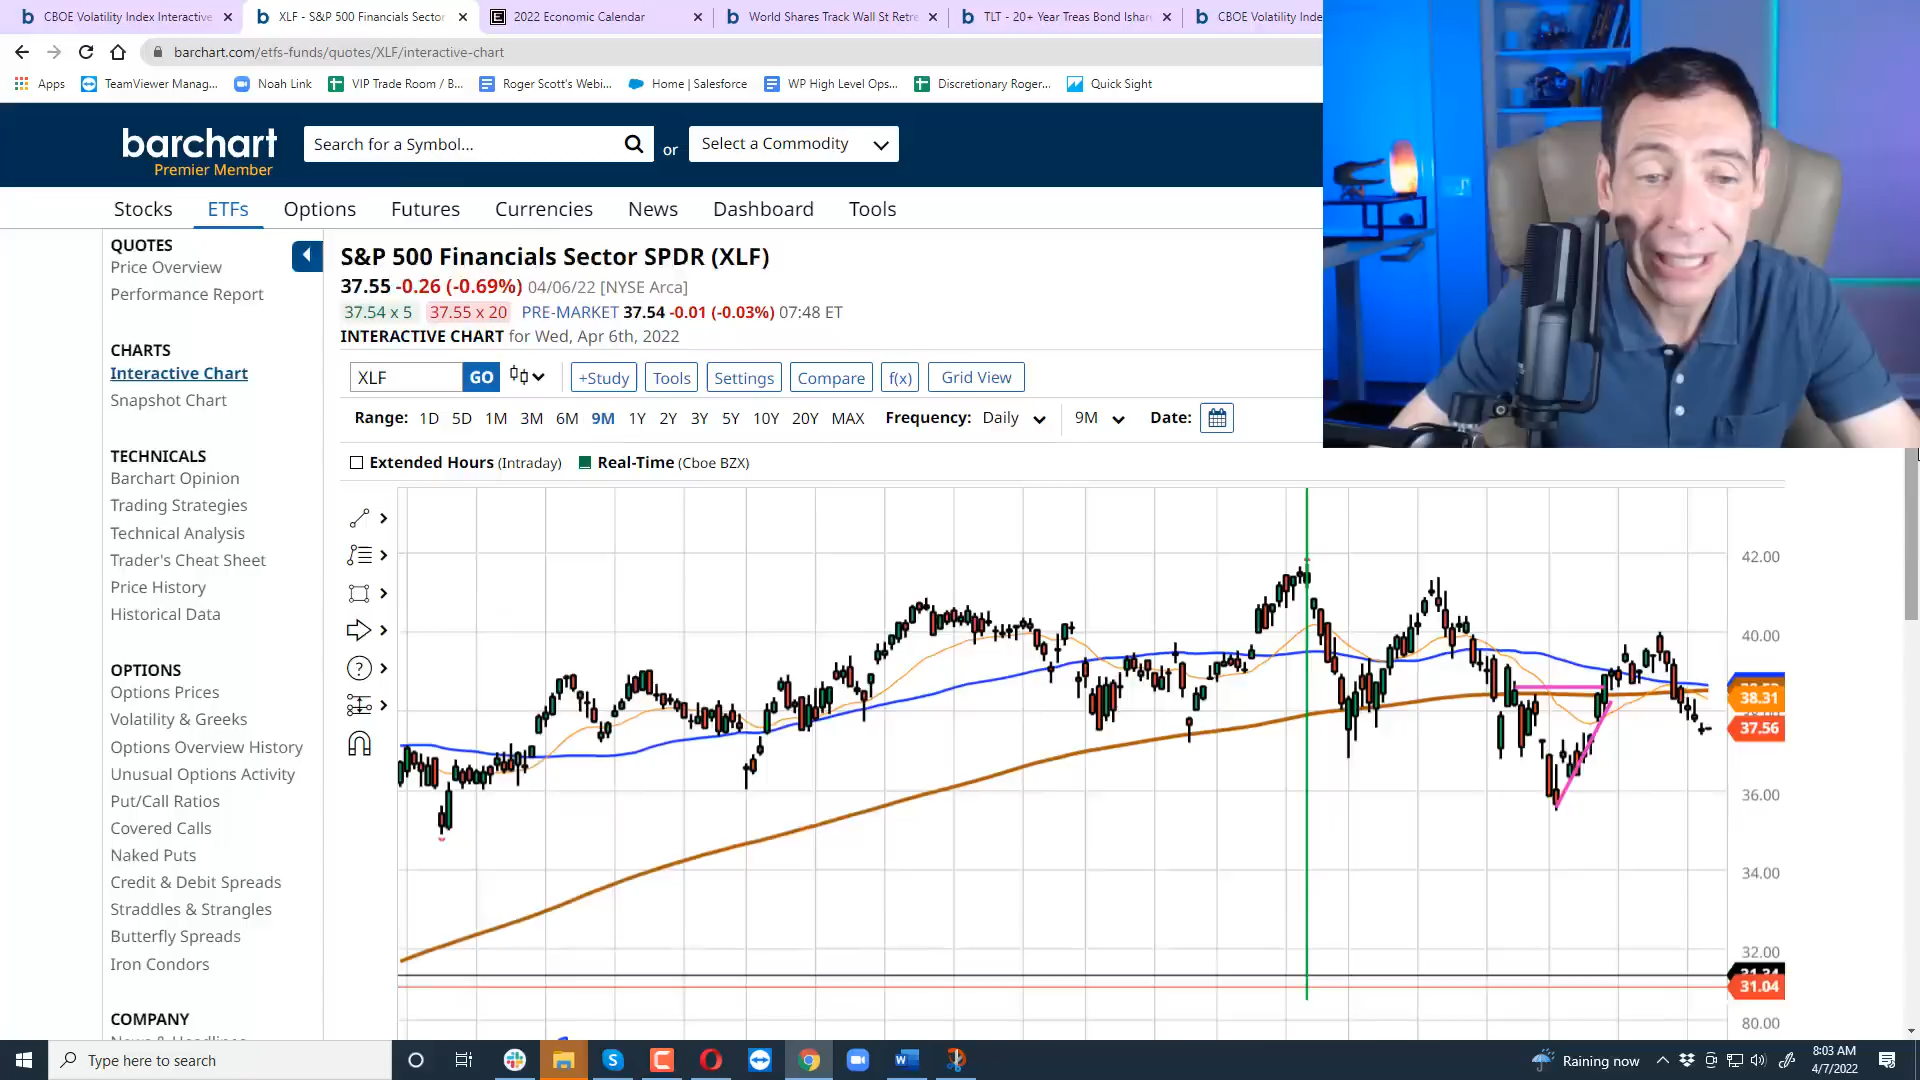 CBOE Volatility Index Interactive
XLF - S&P 500 Financials Sector
2022 Economic Calendar
World Shares Track Wall St Retre
TLT - 20+ Year Treas Bond Ishar
CBOE Volatility Inde
barchart.com/etfs-funds/quotes/XLF/interactive-chart
Apps
TeamViewer Manag...
Noah Link
VIP Trade Room / B...
Roger Scott's Webi...
Home | Salesforce
WP High Level Ops...
Discretionary Roger...
Quick Sight
barchart
Premier Member
Search for a Symbol...
or
Select a Commodity
Stocks
ETFs
Options
Futures
Currencies
News
Dashboard
Tools
QUOTES
Price Overview
Performance Report
CHARTS
Interactive Chart
Snapshot Chart
TECHNICALS
Barchart Opinion
Trading Strategies
Technical Analysis
Trader's Cheat Sheet
Price History
Historical Data
OPTIONS
Options Prices
Volatility & Greeks
Options Overview History
Unusual Options Activity
Put/Call Ratios
Covered Calls
Naked Puts
Credit & Debit Spreads
Straddles & Strangles
Butterfly Spreads
Iron Condors
COMPANY
S&P 500 Financials Sector SPDR (XLF)
37.55 -0.26 (-0.69%) 04/06/22 [NYSE Arca]
37.54 x 5 37.55 x 20 PRE-MARKET 37.54 -0.01 (-0.03%) 07:48 ET
INTERACTIVE CHART for Wed, Apr 6th, 2022
XLF GO +Study Tools Settings Compare f(x) Grid View
Range: 1D 5D 1M 3M 6M 9M 1Y 2Y 3Y 5Y 10Y 20Y MAX Frequency: Daily 9M Date:
Extended Hours (Intraday) Real-Time (Cboe BZX)
42.00
40.00
38.31
37.56
36.00
34.00
32.00
31.04
80.00
Type here to search
Raining now
8:03 AM
4/7/2022